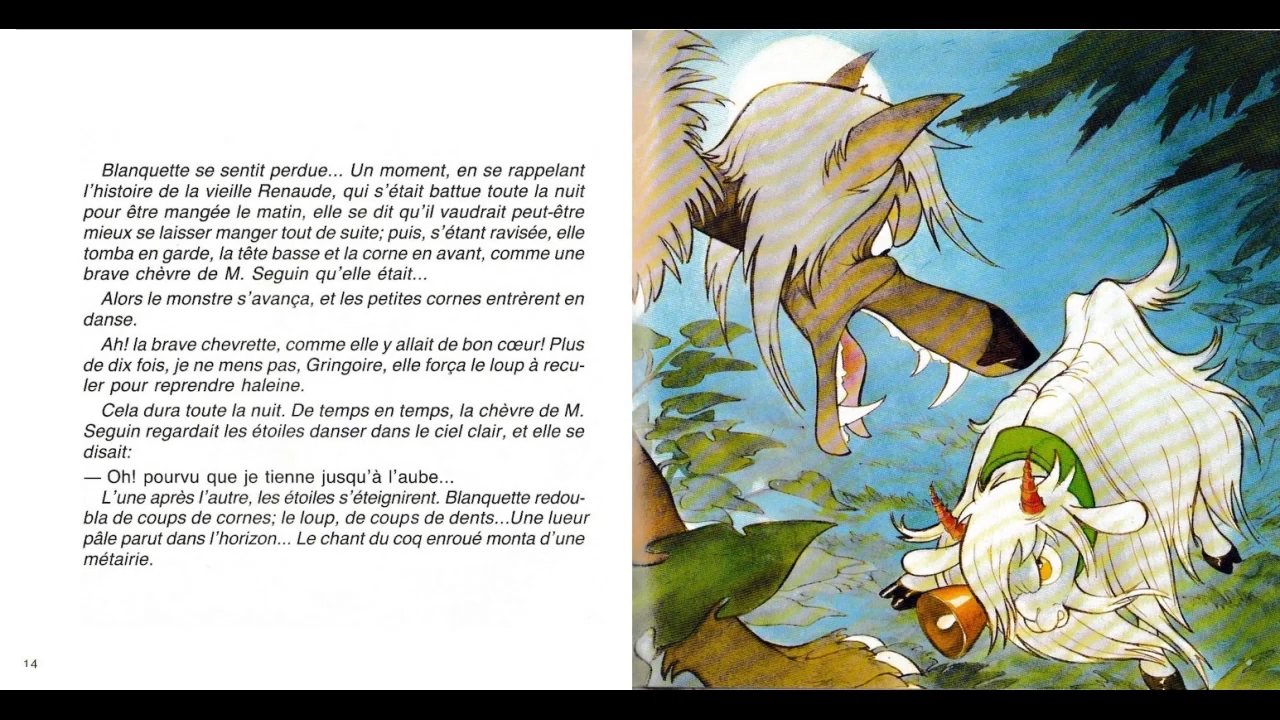 Blanquette se sentit perdue... Un moment, en se rappelant
l'histoire de la vieille Renaude, qui s'était battue toute la nuit
pour être mangée le matin, elle se dit qu'il vaudrait peut-être
mieux se laisser manger tout de suite; puis, s'étant ravisée, elle
tomba en garde, la tête basse et la corne en avant, comme une
brave chèvre de M. Seguin qu'elle était...
Alors le monstre s'avança, et les petites cornes entrèrent en
danse.
Ah! la brave chevrette, comme elle y allait de bon cœur! Plus
de dix fois, je ne mens pas, Gringoire, elle força le loup à recu-
ler pour reprendre haleine.
Cela dura toute la nuit. De temps en temps, la chèvre de M.
Seguin regardait les étoiles danser dans le ciel clair, et elle se
disait:
— Oh! pourvu que je tienne jusqu'à l'aube...
L'une après l'autre, les étoiles s'éteignirent. Blanquette redou-
bla de coups de cornes; le loup, de coups de dents...Une lueur
pâle parut dans l'horizon... Le chant du coq enroué monta d'une
métairie.
14